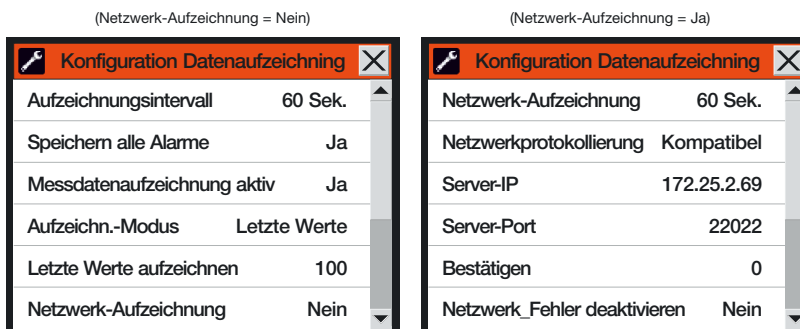 (Netzwerk-Aufzeichnung = Nein)
Konfiguration Datenaufzeichnung
Aufzeichnungsintervall 60 Sek.
Speichern alle Alarme Ja
Messdatenaufzeichnung aktiv Ja
Aufzeichn.-Modus Letzte Werte
Letzte Werte aufzeichnen 100
Netzwerk-Aufzeichnung Nein
(Netzwerk-Aufzeichnung = Ja)
Konfiguration Datenaufzeichnung
Netzwerk-Aufzeichnung 60 Sek.
Netzwerkprotokollierung Kompatibel
Server-IP 172.25.2.69
Server-Port 22022
Bestätigen 0
Netzwerk_Fehler deaktivieren Nein